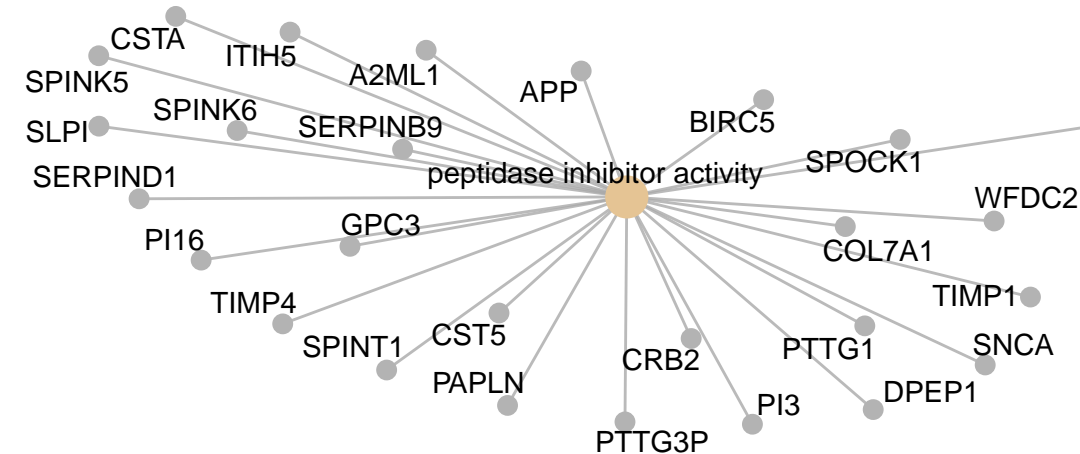 CSTA
ITIH5
A2ML1
SPINK5
APP
SPINK6
BIRC5
SERPINB9
SLPI
SPOCK1
peptidase inhibitor activity
SERPIND1
WFDC2
GPC3
PI16
COL7A1
TIMP4
TIMP1
CST5
SPINT1
SNCA
PTTG1
CRB2
PAPLN
DPEP1
PI3
PTTG3P